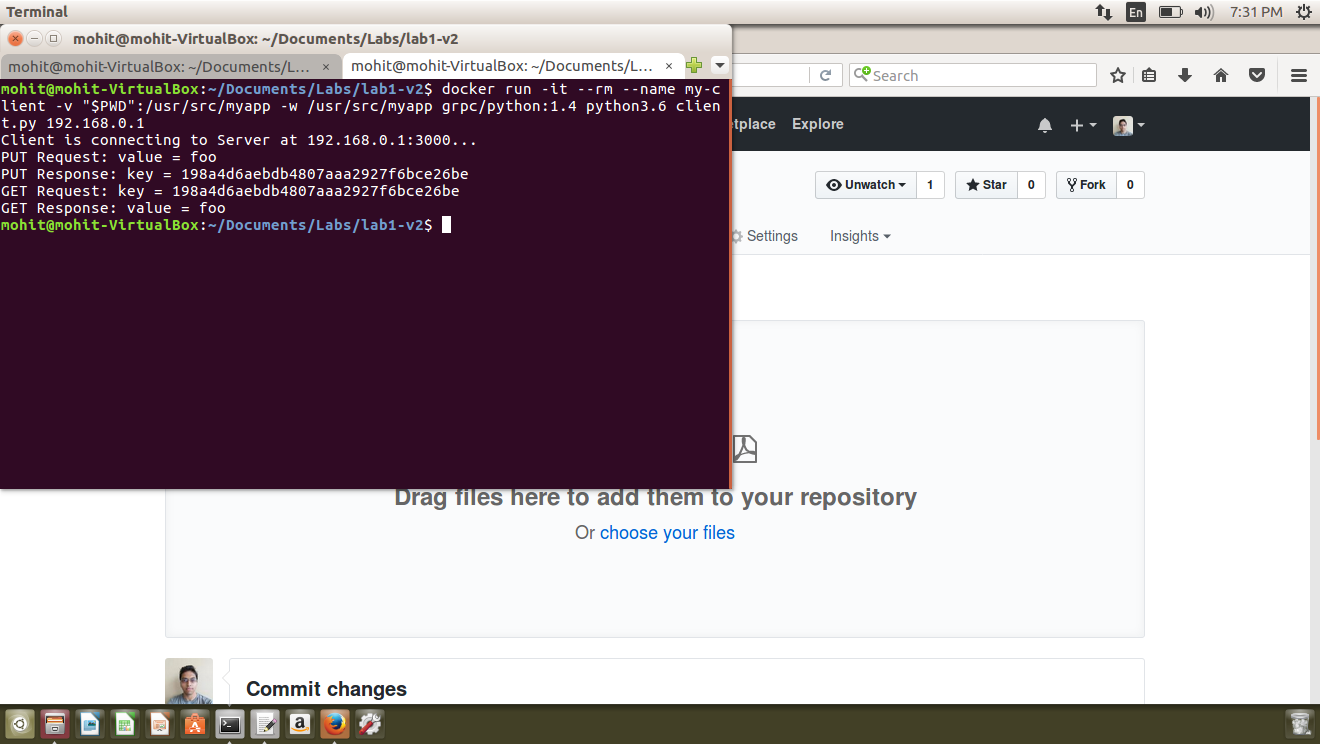 Terminal
En
7:31 PM
mohit@mohit-VirtualBox: ~/Documents/Labs/lab1-v2
mohit@mohit-VirtualBox: ~/Documents/L... ×
mohit@mohit-VirtualBox: ~/Documents/L... ×
mohit@mohit-VirtualBox:~/Documents/Labs/lab1-v2$ docker run -it --rm --name my-c
lient -v "$PWD":/usr/src/myapp -w /usr/src/myapp grpc/python:1.4 python3.6 clien
t.py 192.168.0.1
Client is connecting to Server at 192.168.0.1:3000...
PUT Request: value = foo
PUT Response: key = 198a4d6aebdb4807aaa2927f6bce26be
GET Request: key = 198a4d6aebdb4807aaa2927f6bce26be
GET Response: value = foo
mohit@mohit-VirtualBox:~/Documents/Labs/lab1-v2$
Search
etplace Explore
Unwatch 1
Star 0
Fork 0
Settings
Insights
Drag files here to add them to your repository
Or choose your files
Commit changes